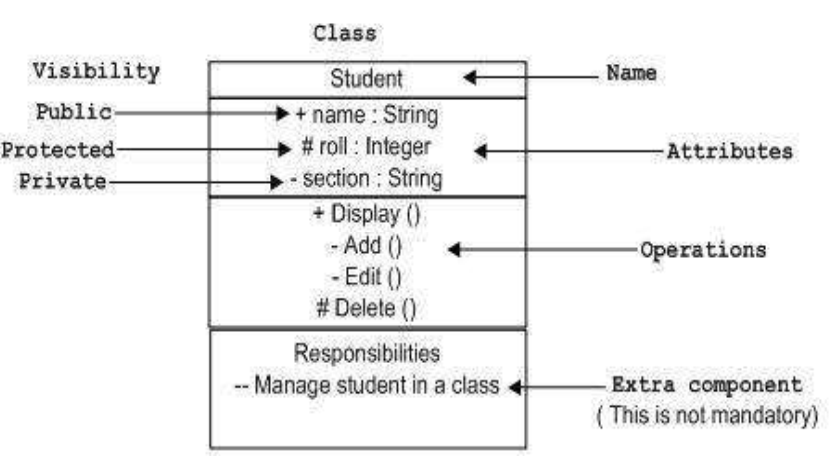 Class
Visibility
Student
Name
Public
+ name : String
Protected
# roll : Integer
Attributes
Private
- section : String
+ Display ()
- Add ()
Operations
- Edit ()
# Delete ()
Responsibilities
-- Manage student in a class
Extra component
( This is not mandatory)